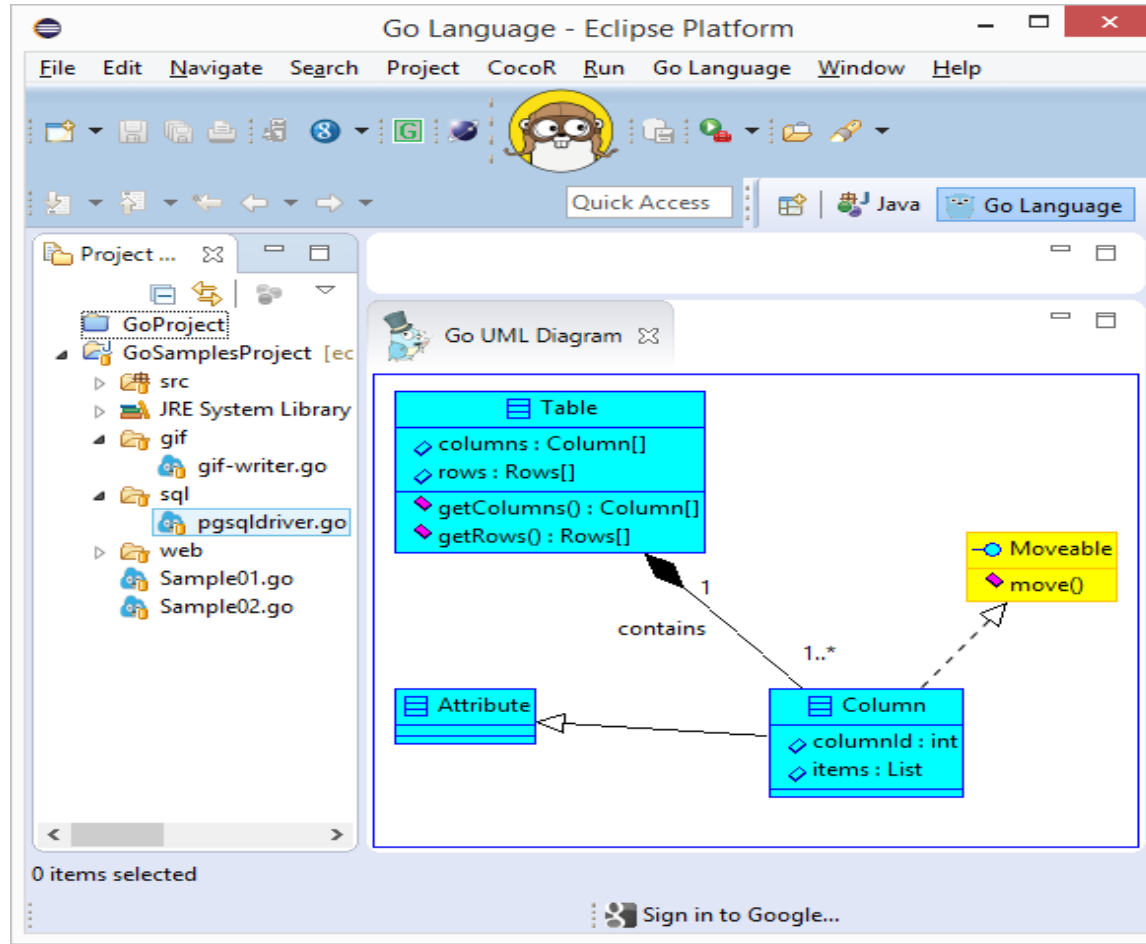 Go Language - Eclipse Platform
File Edit Navigate Search Project CocoR Run Go Language Window Help
8 G
Quick Access Java Go Language
Project ...
GoProject
GoSamplesProject [ec
src
JRE System Library
gif
gif-writer.go
sql
pgsqldriver.go
web
Sample01.go
Sample02.go
Go UML Diagram
Table
columns : Column[]
rows : Rows[]
getColumns() : Column[]
getRows() : Rows[]
Moveable
move()
1
contains
1..*
Attribute
Column
columnId : int
items : List
0 items selected
Sign in to Google...